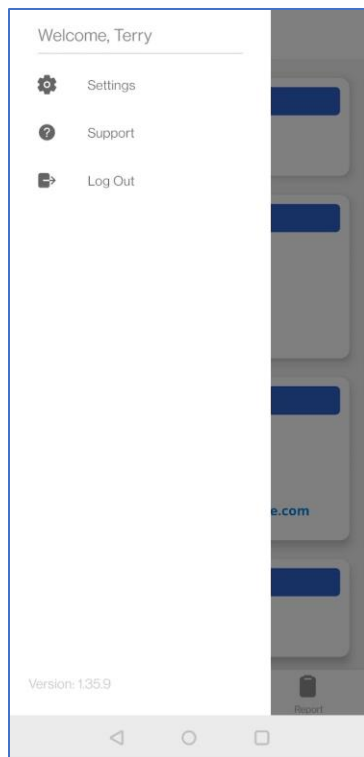 Welcome, Terry
Settings
Support
Log Out
e.com
Version: 1.35.9
Report